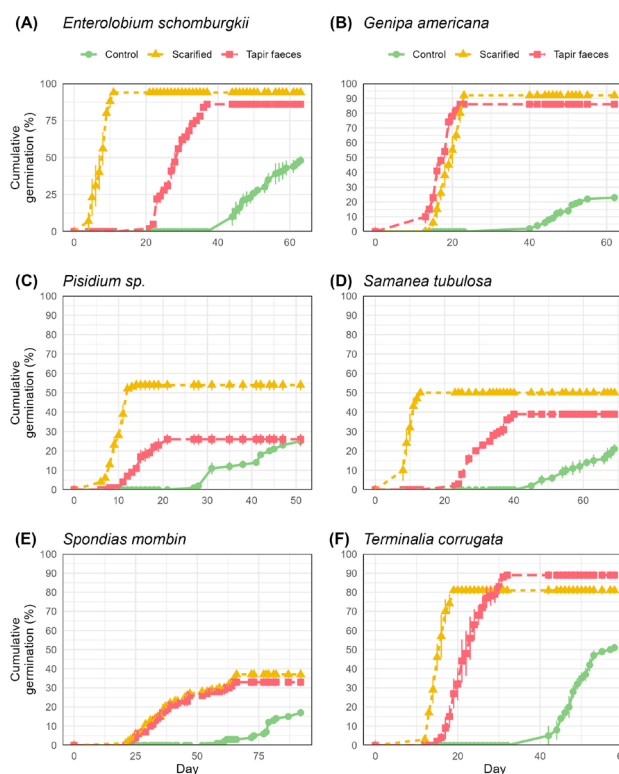 (A) Enterolobium schomburgkii
(B) Genipa americana
Control Scarified Tapir faeces
Control Scarified Tapir faeces
Cumulative
germination (%)
100
75
50
25
0
0 20 40 60
100
90
80
70
60
50
40
30
20
10
0
0 20 40 60
(C) Pisidium sp.
(D) Samanea tubulosa
Cumulative
germination (%)
100
90
80
70
60
50
40
30
20
10
0
0 10 20 30 40 50
100
90
80
70
60
50
40
30
20
10
0
0 20 40 60
(E) Spondias mombin
(F) Terminalia corrugata
Cumulative
germination (%)
100
90
80
70
60
50
40
30
20
10
0
0 25 50 75
Day
100
90
80
70
60
50
40
30
20
10
0
0 20 40 60
Day